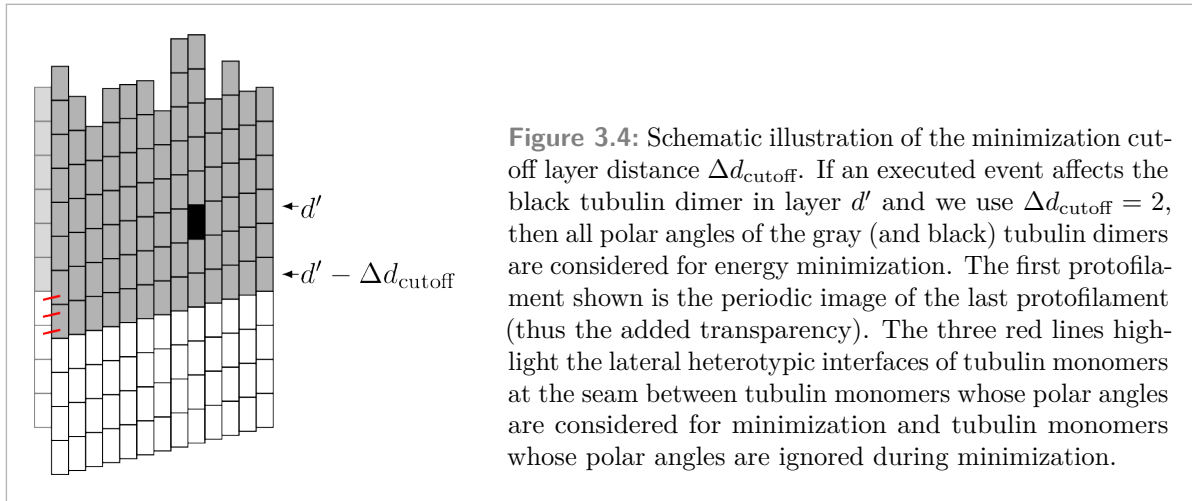 d′
d′ − Δd_cutoff
Figure 3.4: Schematic illustration of the minimization cut-
off layer distance Δd_cutoff. If an executed event affects the
black tubulin dimer in layer d′ and we use Δd_cutoff = 2,
then all polar angles of the gray (and black) tubulin dimers
are considered for energy minimization. The first protofila-
ment shown is the periodic image of the last protofilament
(thus the added transparency). The three red lines high-
light the lateral heterotypic interfaces of tubulin monomers
at the seam between tubulin monomers whose polar angles
are considered for minimization and tubulin monomers
whose polar angles are ignored during minimization.